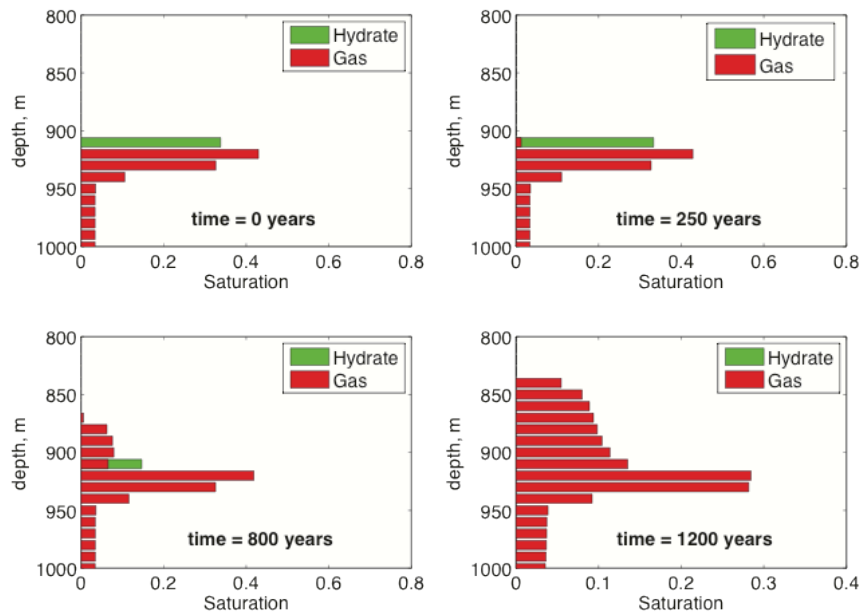 800
850
900
950
1000
depth, m
Hydrate
Gas
time = 0 years
0 0.2 0.4 0.6 0.8
Saturation
800
850
900
950
1000
depth, m
Hydrate
Gas
time = 250 years
0 0.2 0.4 0.6 0.8
Saturation
800
850
900
950
1000
depth, m
Hydrate
Gas
time = 800 years
0 0.2 0.4 0.6 0.8
Saturation
800
850
900
950
1000
depth, m
Hydrate
Gas
time = 1200 years
0 0.1 0.2 0.3 0.4
Saturation